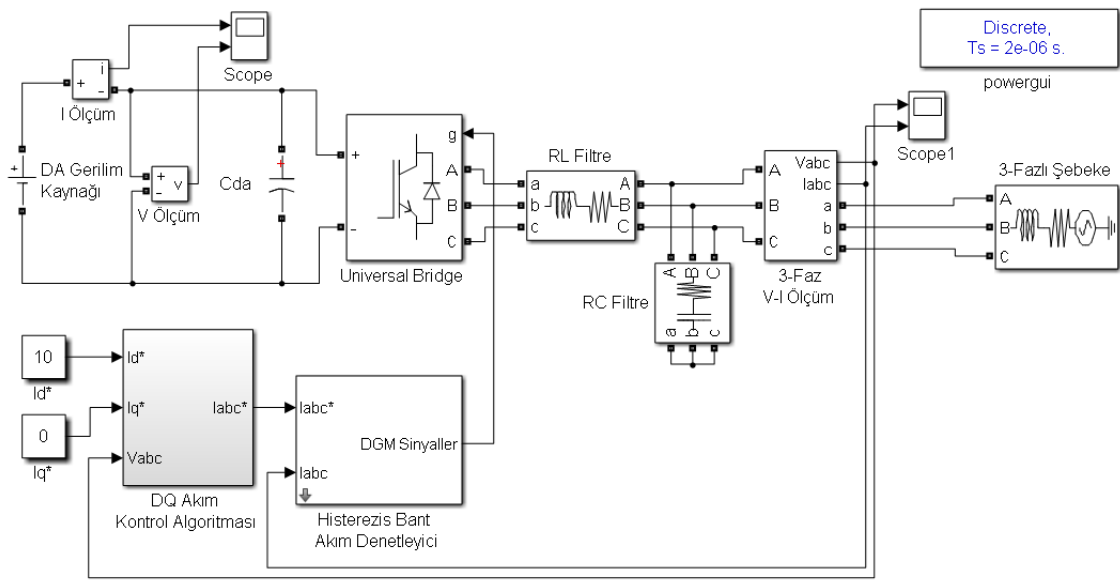 Discrete,
Ts = 2e-06 s.
powergui
i
+
-
I Ölçüm
Scope
DA Gerilim
Kaynağı
+
+
-
v
V Ölçüm
Cda
+
+
-
g
A
B
C
Universal Bridge
RL Filtre
a
b
c
A
B
C
RC Filtre
A
B
C
a
b
c
A
B
C
Vabc
Iabc
a
b
c
3-Faz
V-I Ölçüm
Scope1
3-Fazlı Şebeke
A
B
C
10
Id*
0
Iq*
Id*
Iq*
Vabc
Iabc*
DQ Akım
Kontrol Algoritması
Iabc*
Iabc
DGM Sinyaller
Histerezis Bant
Akım Denetleyici